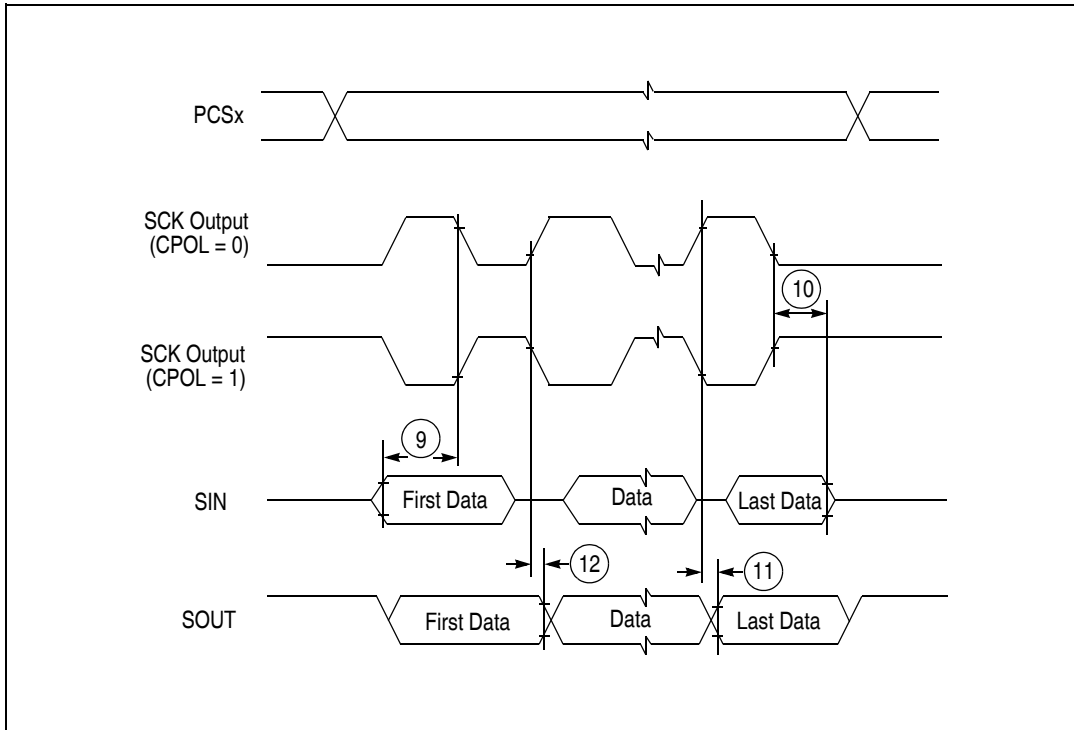 PCSx
SCK Output
(CPOL = 0)
10
SCK Output
(CPOL = 1)
9
SIN
First Data
Data
Last Data
12
11
SOUT
First Data
Data
Last Data